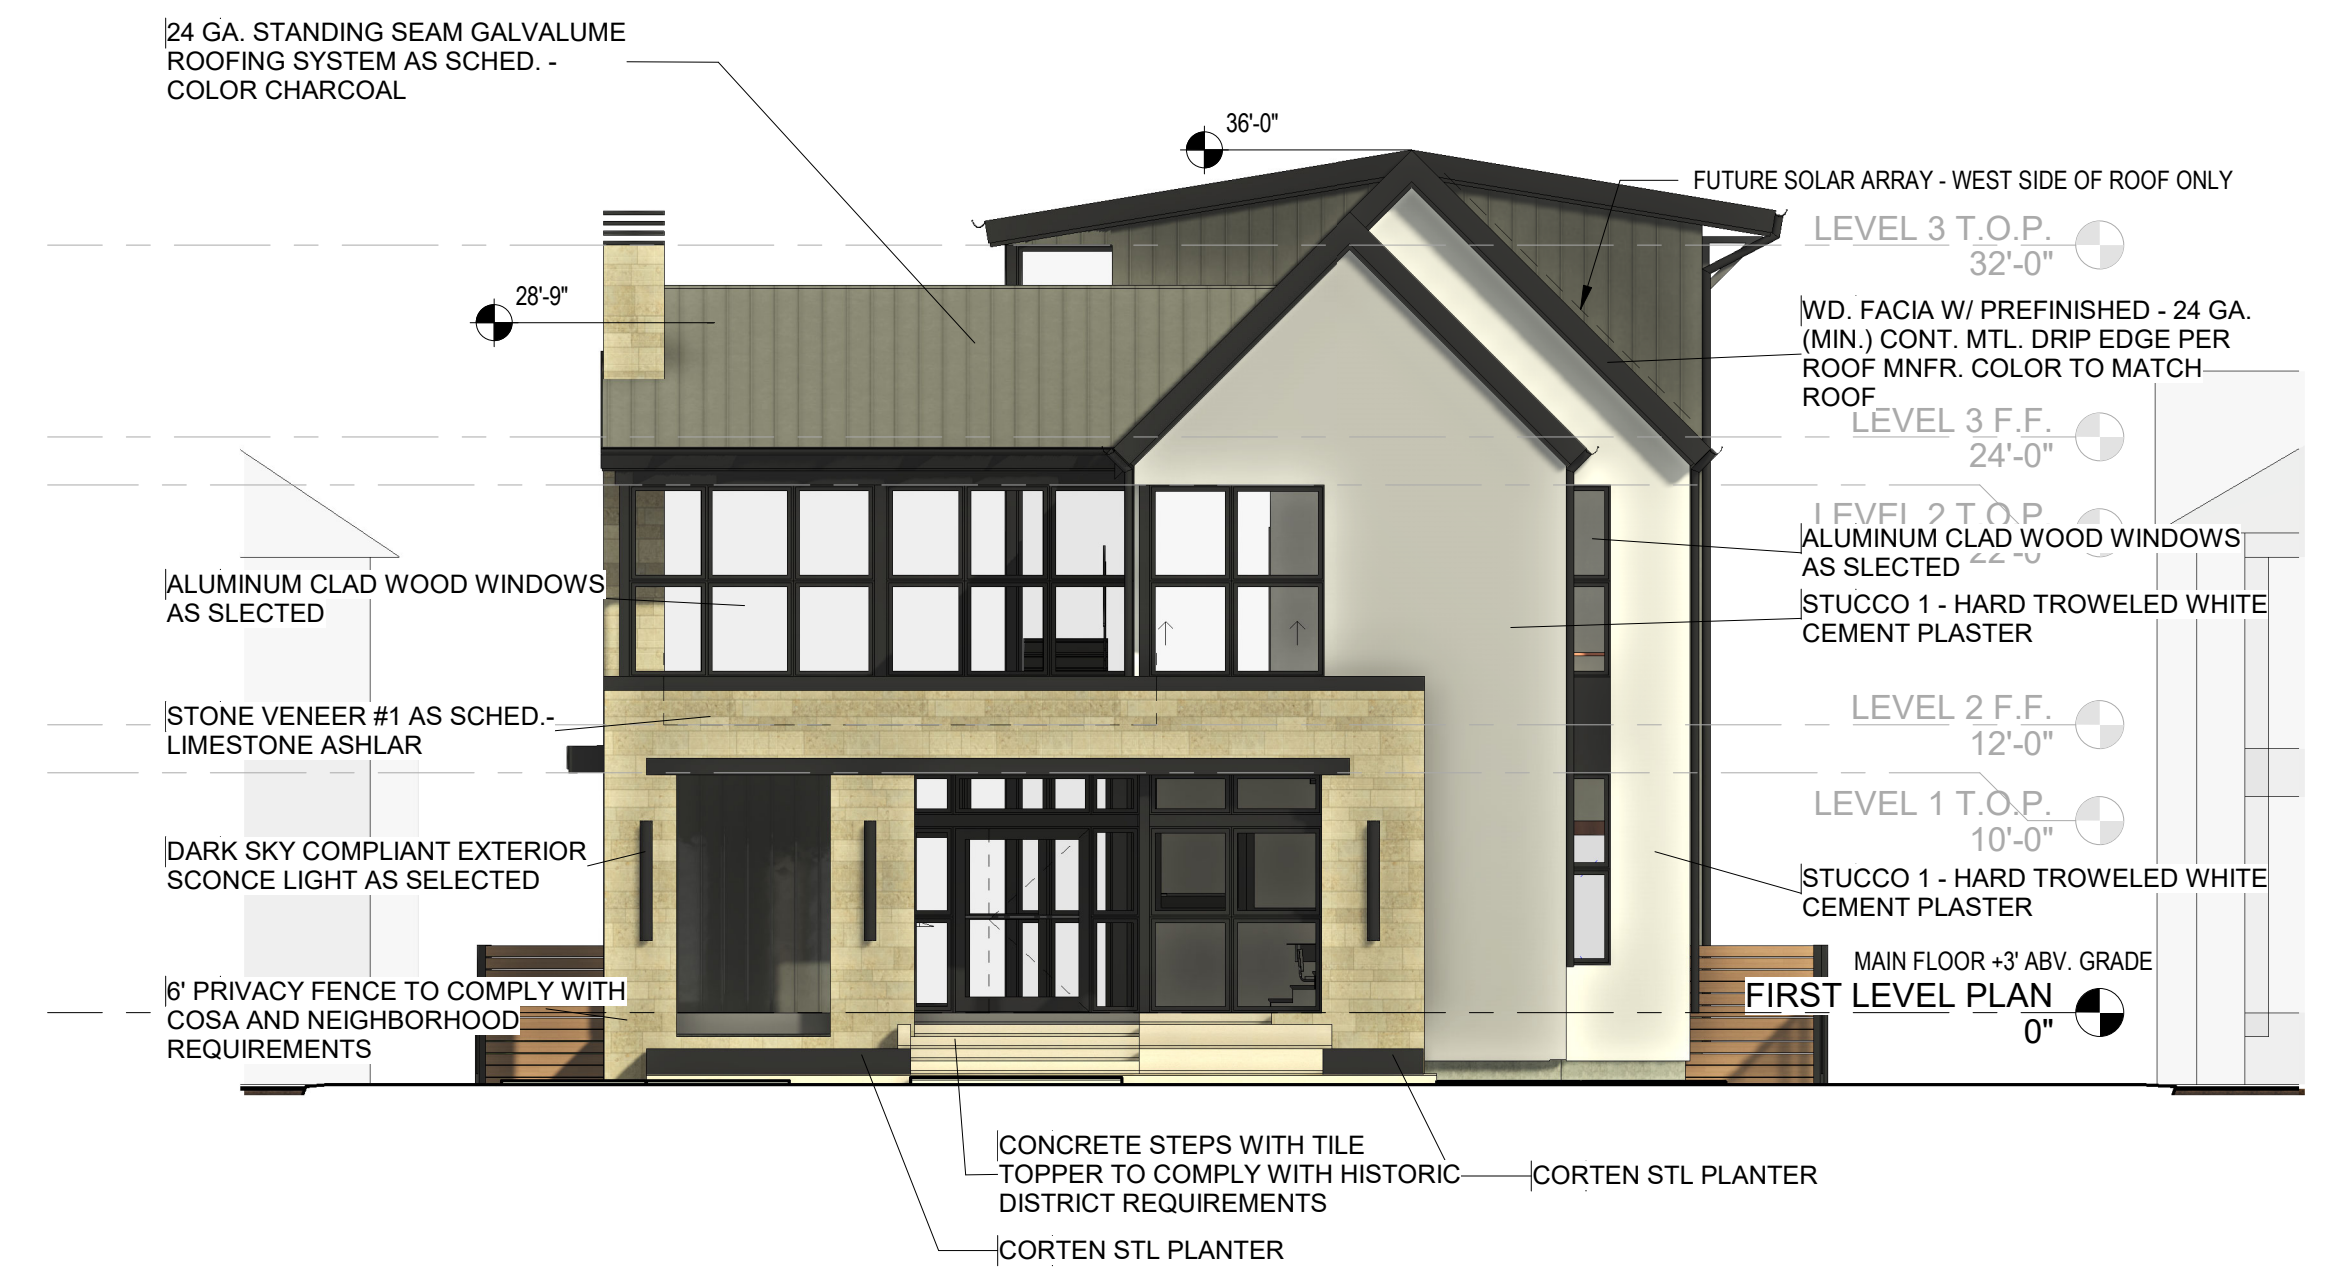 24 GA. STANDING SEAM GALVALUME
ROOFING SYSTEM AS SCHED. -
COLOR CHARCOAL
36'-0"
FUTURE SOLAR ARRAY - WEST SIDE OF ROOF ONLY
LEVEL 3 T.O.P.
32'-0"
28'-9"
WD. FACIA W/ PREFINISHED - 24 GA.
(MIN.) CONT. MTL. DRIP EDGE PER
ROOF MNFR. COLOR TO MATCH
ROOF
LEVEL 3 F.F.
24'-0"
LEVEL 2 T.O.P.
22'-0"
ALUMINUM CLAD WOOD WINDOWS
AS SLECTED
ALUMINUM CLAD WOOD WINDOWS
AS SLECTED
STUCCO 1 - HARD TROWELED WHITE
CEMENT PLASTER
STONE VENEER #1 AS SCHED.-
LIMESTONE ASHLAR
LEVEL 2 F.F.
12'-0"
LEVEL 1 T.O.P.
10'-0"
DARK SKY COMPLIANT EXTERIOR
SCONCE LIGHT AS SELECTED
STUCCO 1 - HARD TROWELED WHITE
CEMENT PLASTER
6' PRIVACY FENCE TO COMPLY WITH
COSA AND NEIGHBORHOOD
REQUIREMENTS
MAIN FLOOR +3' ABV. GRADE
FIRST LEVEL PLAN
0"
CONCRETE STEPS WITH TILE
TOPPER TO COMPLY WITH HISTORIC
DISTRICT REQUIREMENTS
CORTEN STL PLANTER
CORTEN STL PLANTER